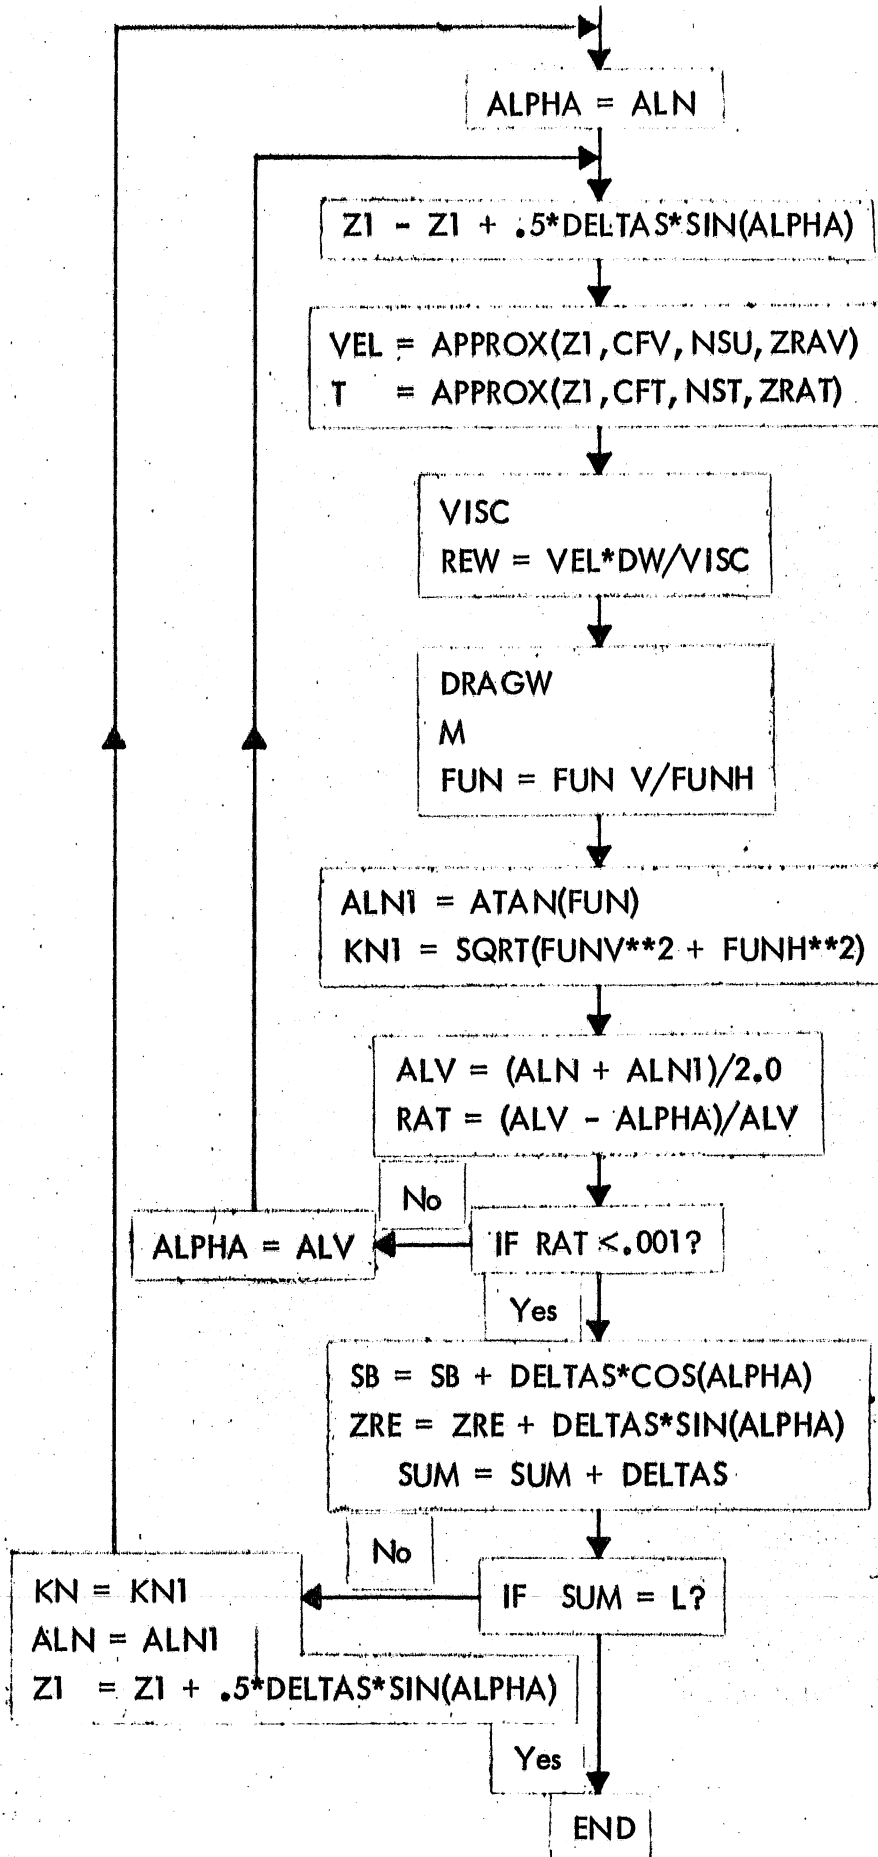 ALPHA = ALN
Z1 - Z1 + .5*DELTAS*SIN(ALPHA)
VEL = APPROX(Z1,CFV,NSU,ZRAV)
T = APPROX(Z1,CFT,NST,ZRAT)
VISC
REW = VEL*DW/VISC
DRAGW
M
FUN = FUN V/FUNH
ALN1 = ATAN(FUN)
KN1 = SQRT(FUNV**2 + FUNH**2)
ALV = (ALN + ALN1)/2.0
RAT = (ALV - ALPHA)/ALV
No
ALPHA = ALV
IF RAT <.001?
Yes
SB = SB + DELTAS*COS(ALPHA)
ZRE = ZRE + DELTAS*SIN(ALPHA)
SUM = SUM + DELTAS
No
IF SUM = L?
KN = KN1
ALN = ALN1
Z1 = Z1 + .5*DELTAS*SIN(ALPHA)
Yes
END